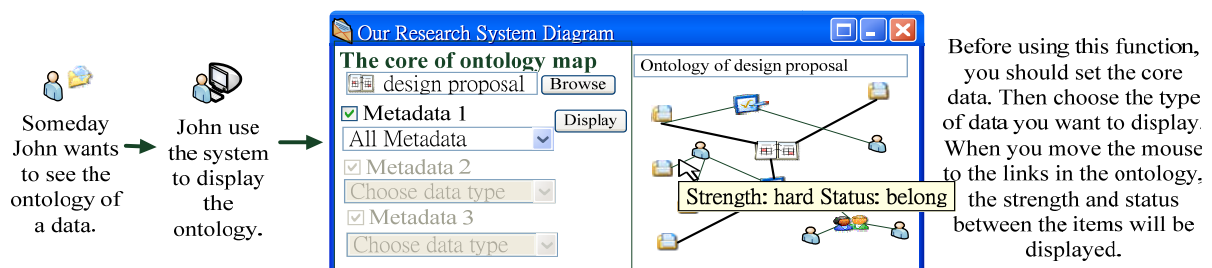 Someday
John wants
to see the
ontology of
a data.
John use
the system
to display
the
ontology.
Our Research System Diagram
The core of ontology map
design proposal
Browse
Metadata 1
Display
All Metadata
Metadata 2
Choose data type
Metadata 3
Choose data type
Ontology of design proposal
Strength: hard Status: belong
Before using this function,
you should set the core
data. Then choose the type
of data you want to display.
When you move the mouse
to the links in the ontology,
the strength and status
between the items will be
displayed.